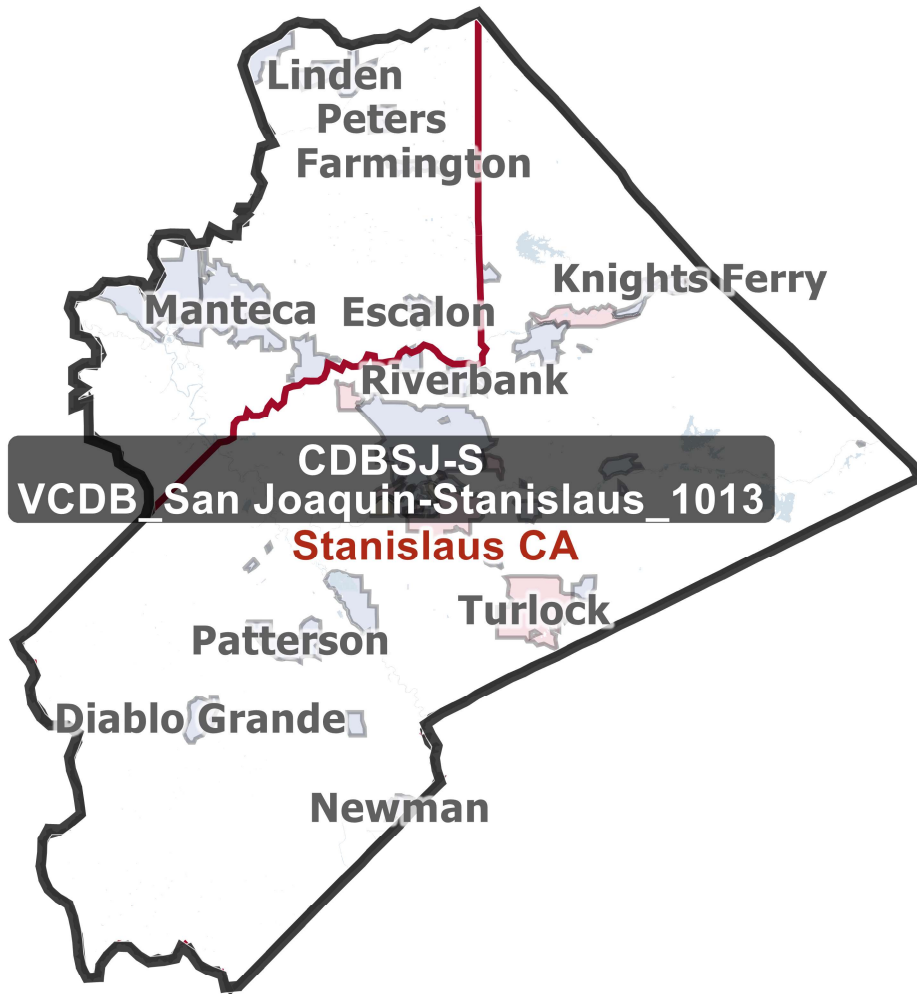 Linden
Peters
Farmington
Knights Ferry
Manteca
Escalon
Riverbank
CDBSJ-S
VCDB_San Joaquin-Stanislaus_1013
Stanislaus CA
Turlock
Patterson
Diablo Grande
Newman